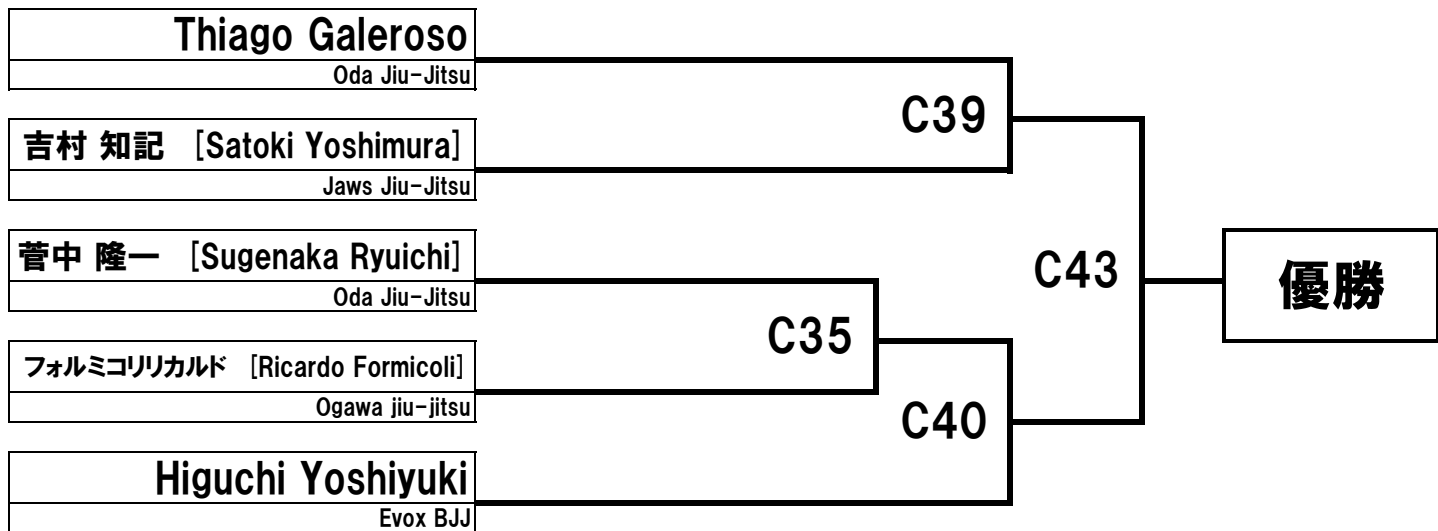 Thiago Galeroso
Oda Jiu-Jitsu
C39
吉村 知記 [Satoki Yoshimura]
Jaws Jiu-Jitsu
菅中 隆一 [Sugenaka Ryuichi]
Oda Jiu-Jitsu
C43
優勝
C35
フォルミコリリカルド [Ricardo Formicoli]
Ogawa jiu-jitsu
C40
Higuchi Yoshiyuki
Evox BJJ